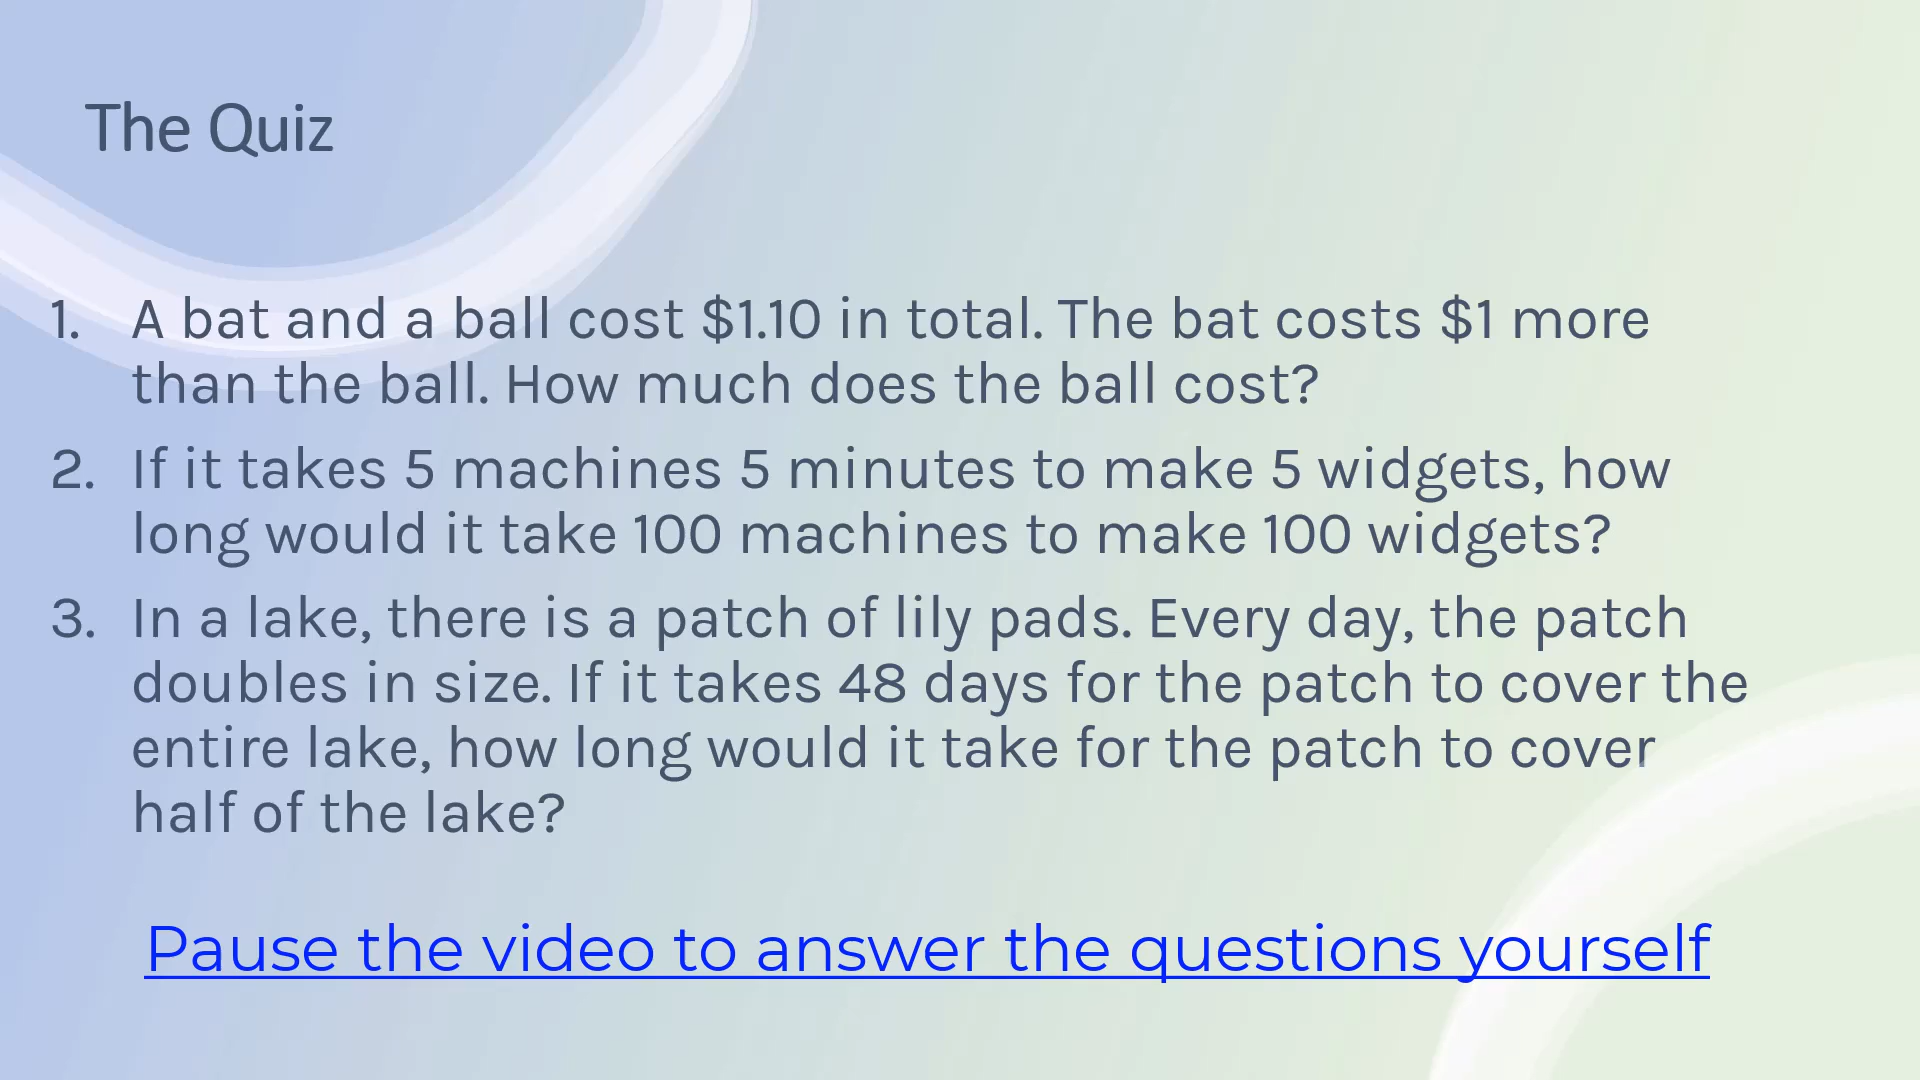 The Quiz
1. A bat and a ball cost $1.10 in total. The bat costs $1 more
than the ball. How much does the ball cost?
2. If it takes 5 machines 5 minutes to make 5 widgets, how
long would it take 100 machines to make 100 widgets?
3. In a lake, there is a patch of lily pads. Every day, the patch
doubles in size. If it takes 48 days for the patch to cover the
entire lake, how long would it take for the patch to cover
half of the lake?
Pause the video to answer the questions yourself